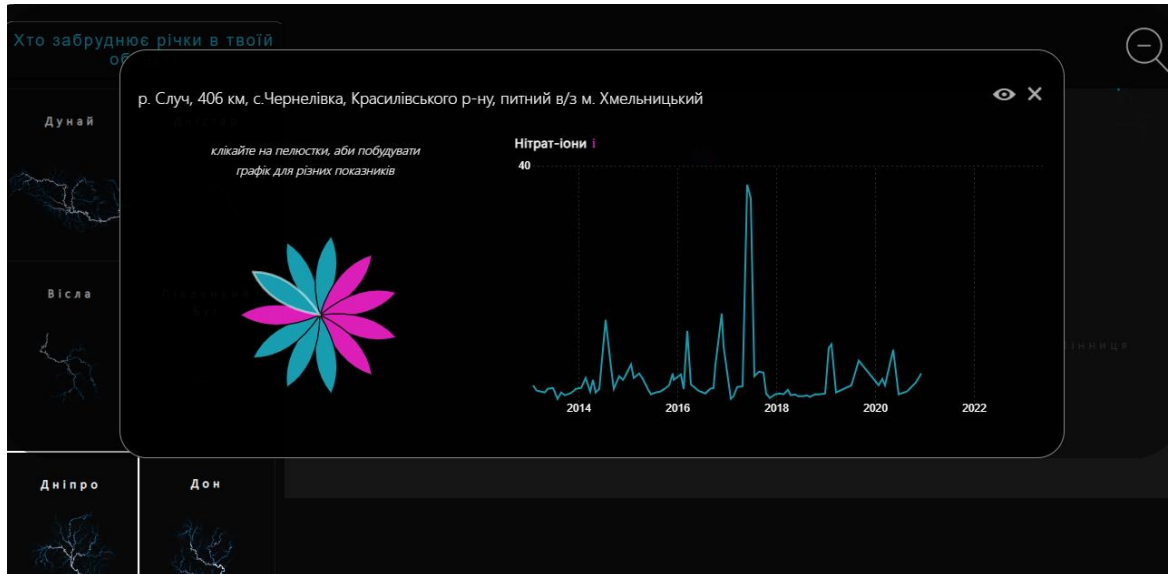 Хто забруднює річки в твоїй
р. Случ, 406 км, с.Чернелівка, Красилівського р-ну, питний в/з м. Хмельницький
Дунай
клікайте на пелюстки, аби побудувати
графік для різних показників
Нітрат-іони i
40
Вісла
2014
2016
2018
2020
2022
Дніпро
Дон